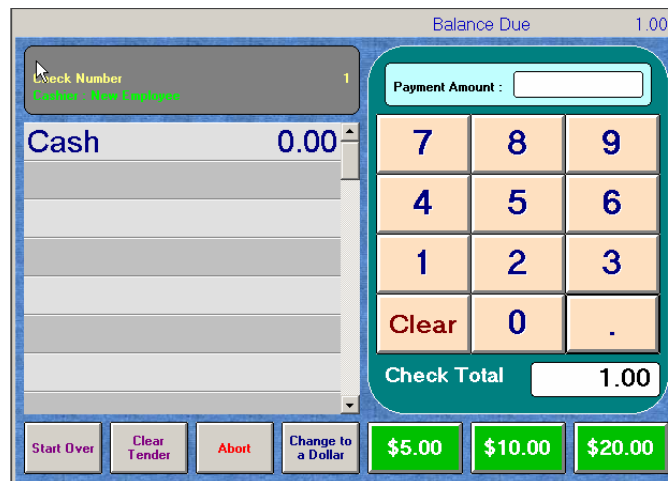 Balance Due 1.00
Check Number 1
Cashier : New Employee
Payment Amount :
Cash 0.00
7 8 9
4 5 6
1 2 3
Clear 0 .
Check Total 1.00
Start Over
Clear Tender
Abort
Change to a Dollar
$5.00 $10.00 $20.00